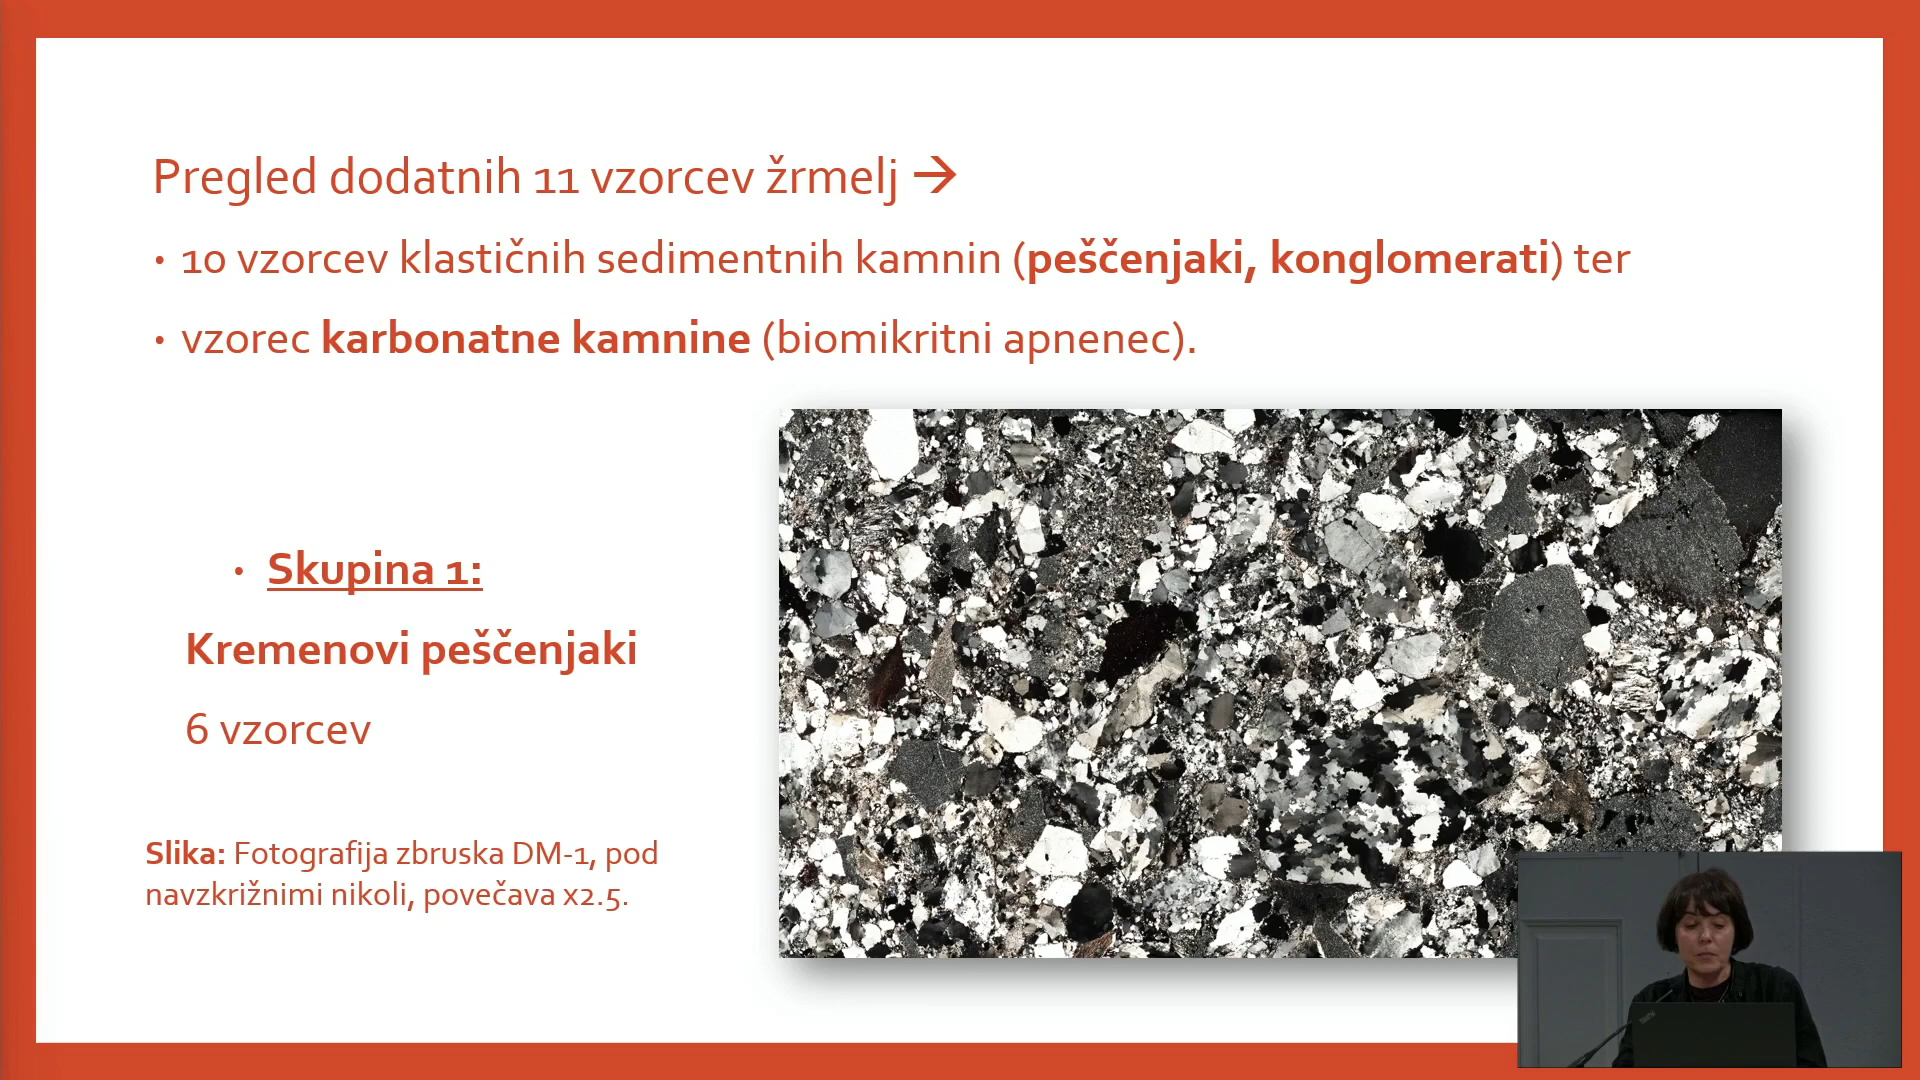 Pregled dodatnih 11 vzorcev žrmelj →
• 10 vzorcev klastičnih sedimentnih kamnin (peščenjaki, konglomerati) ter
• vzorec karbonatne kamnine (biomikritni apnenec).
• Skupina 1:
Kremenovi peščenjaki
6 vzorcev
Slika: Fotografija zbruska DM-1, pod
navzkrižnimi nikoli, povečava x2.5.